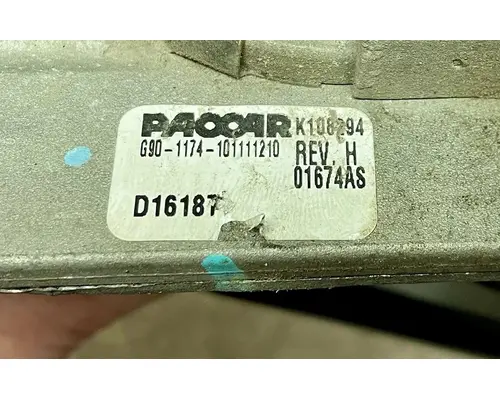 PACCAR K108294
G90-1174-101111210 REV. H
01674AS
D16187